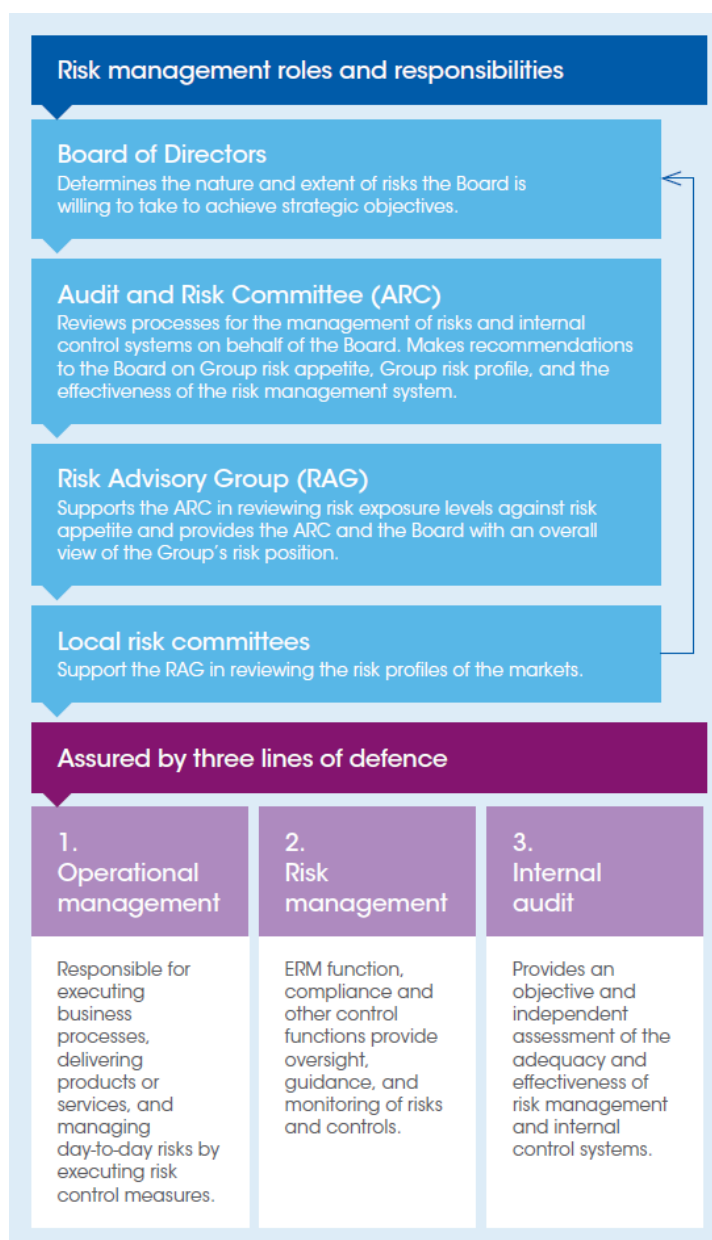 Risk management roles and responsibilities
Board of Directors
Determines the nature and extent of risks the Board is
willing to take to achieve strategic objectives.
Audit and Risk Committee (ARC)
Reviews processes for the management of risks and internal
control systems on behalf of the Board. Makes recommendations
to the Board on Group risk appetite, Group risk profile, and the
effectiveness of the risk management system.
Risk Advisory Group (RAG)
Supports the ARC in reviewing risk exposure levels against risk
appetite and provides the ARC and the Board with an overall
view of the Group's risk position.
Local risk committees
Support the RAG in reviewing the risk profiles of the markets.
Assured by three lines of defence
1.
Operational
management
Responsible for
executing
business
processes,
delivering
products or
services, and
managing
day-to-day risks by
executing risk
control measures.
2.
Risk
management
ERM function,
compliance and
other control
functions provide
oversight,
guidance, and
monitoring of risks
and controls.
3.
Internal
audit
Provides an
objective and
independent
assessment of the
adequacy and
effectiveness of
risk management
and internal
control systems.